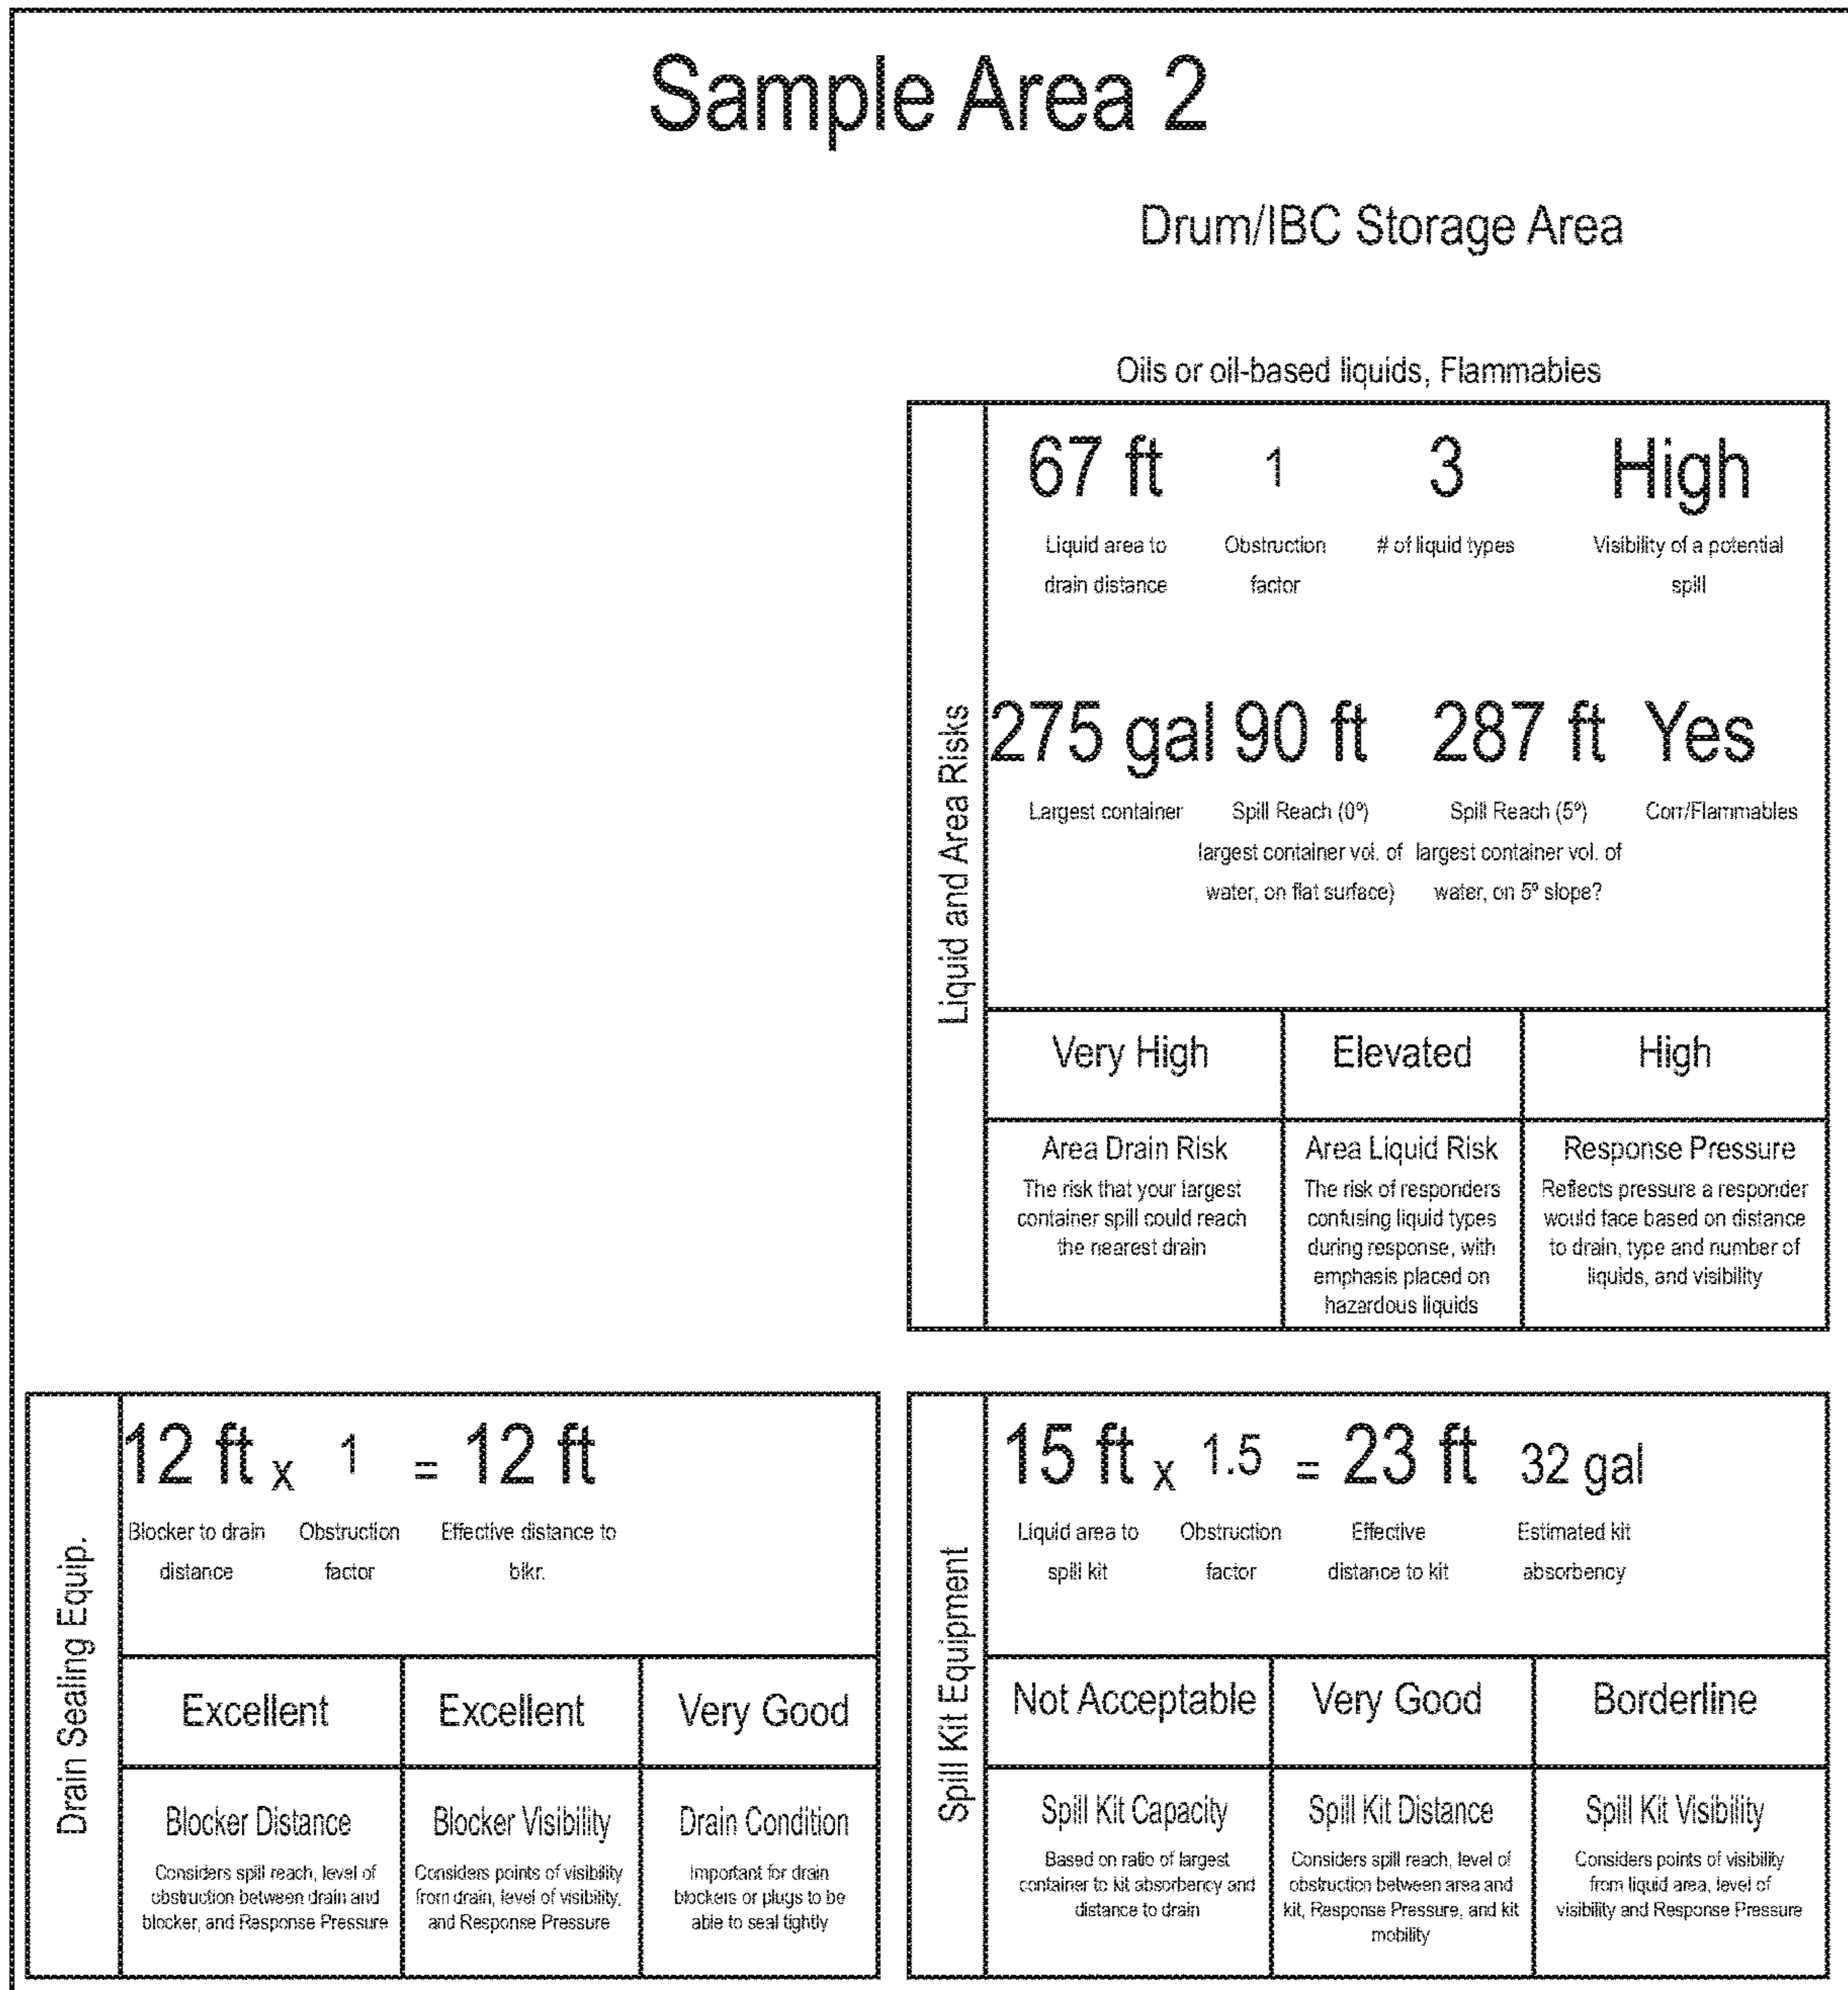 Sample Area 2
Drum/IBC Storage Area
Oils or oil-based liquids, Flammables
Liquid and Area Risks
67 ft 1 3 High
Liquid area to Obstruction # of liquid types Visibility of a potential
drain distance factor spill
275 gal 90 ft 287 ft Yes
Largest container Spill Reach (0º) Spill Reach (5º) Corr/Flammables
largest container vol. of largest container vol. of
water, on flat surface) water, on 5º slope?
Very High Elevated High
Area Drain Risk
The risk that your largest
container spill could reach
the nearest drain
Area Liquid Risk
The risk of responders
confusing liquid types
during response, with
emphasis placed on
hazardous liquids
Response Pressure
Reflects pressure a responder
would face based on distance
to drain, type and number of
liquids, and visibility
Drain Sealing Equip.
12 ft x 1 = 12 ft
Blocker to drain Obstruction Effective distance to
distance factor blkr.
Excellent Excellent Very Good
Blocker Distance
Considers spill reach, level of
obstruction between drain and
blocker, and Response Pressure
Blocker Visibility
Considers points of visibility
from drain, level of visibility,
and Response Pressure
Drain Condition
Important for drain
blockers or plugs to be
able to seal tightly
Spill Kit Equipment
15 ft x 1.5 = 23 ft 32 gal
Liquid area to Obstruction Effective Estimated kit
spill kit factor distance to kit absorbency
Not Acceptable Very Good Borderline
Spill Kit Capacity
Based on ratio of largest
container to kit absorbency and
distance to drain
Spill Kit Distance
Considers spill reach, level of
obstruction between area and
kit, Response Pressure, and kit
mobility
Spill Kit Visibility
Considers points of visibility
from liquid area, level of
visibility and Response Pressure